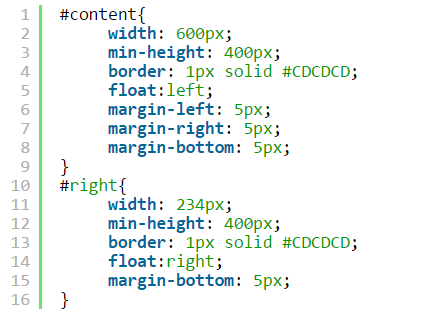 1 #content{
2 width: 600px;
3 min-height: 400px;
4 border: 1px solid #CDCDCD;
5 float:left;
6 margin-left: 5px;
7 margin-right: 5px;
8 margin-bottom: 5px;
9 }
10 #right{
11 width: 234px;
12 min-height: 400px;
13 border: 1px solid #CDCDCD;
14 float:right;
15 margin-bottom: 5px;
16 }